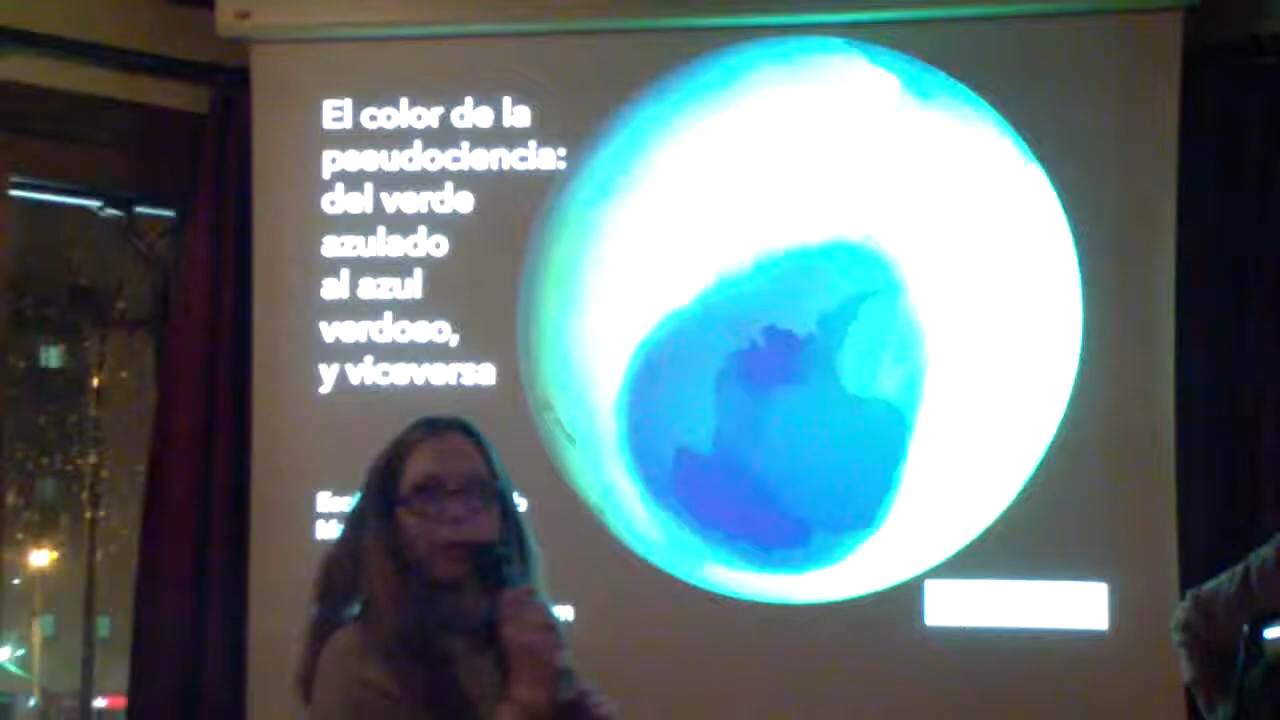 El color de la
pseudociencia:
del verde
azulado
al azul
verdoso,
y viceversa